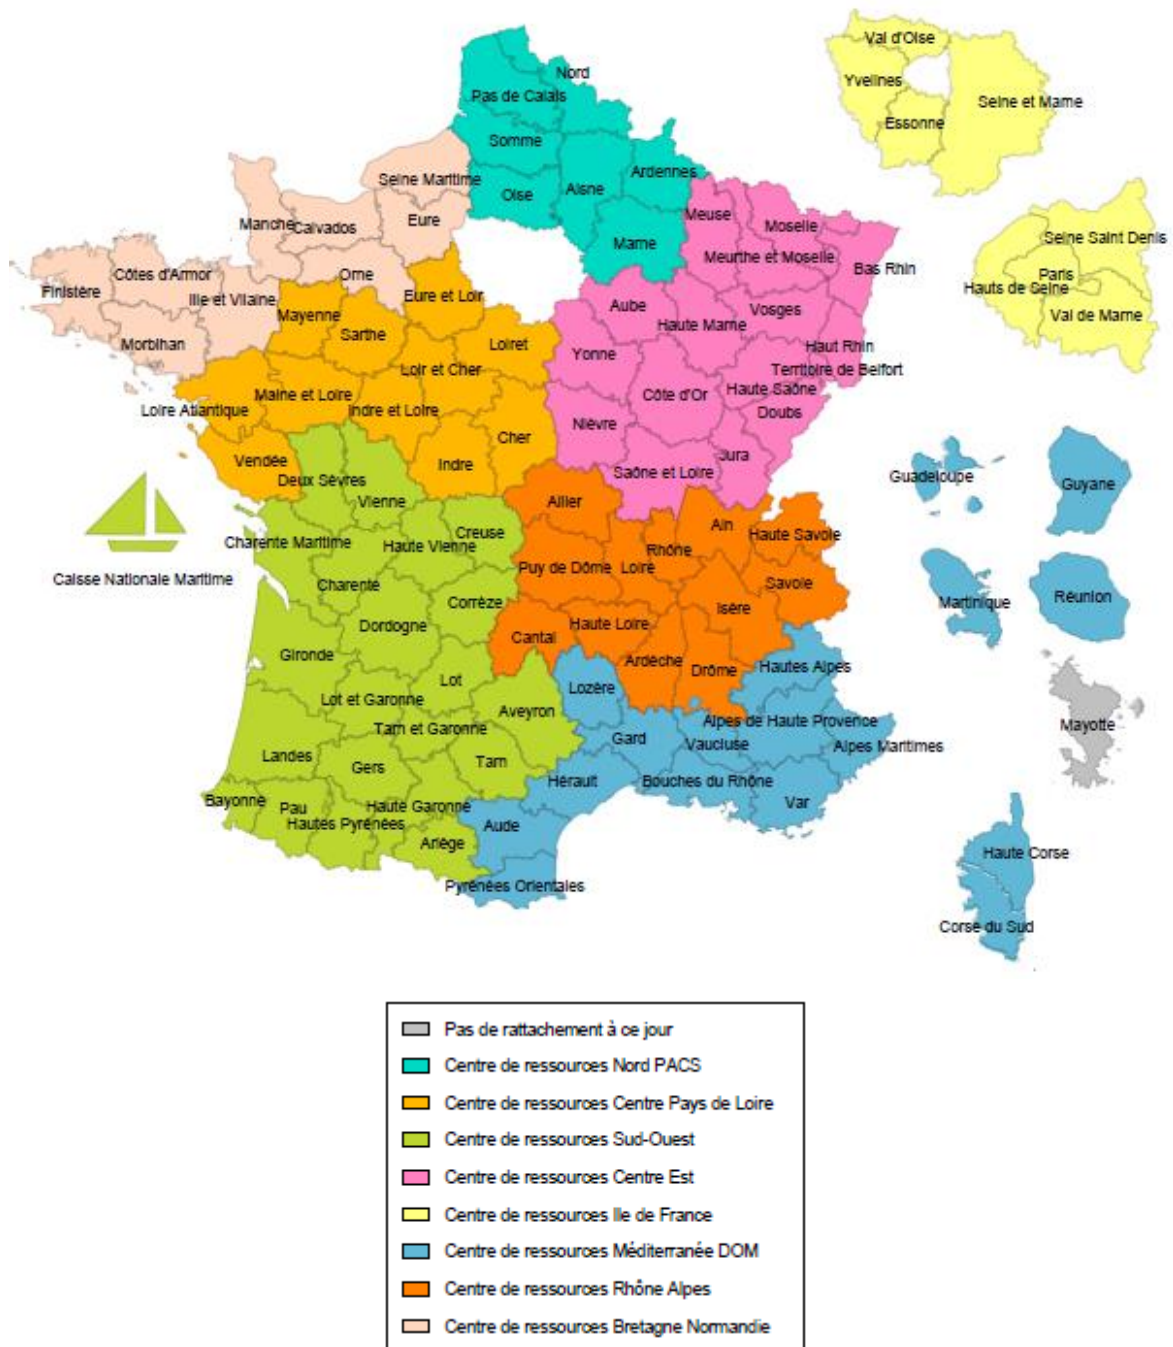 Val d'Oise
Yvelines
Seine et Marne
Essonne
Nord
Pas de Calais
Somme
Ardennes
Oise
Aisne
Marne
Seine Maritime
Eure
Manche
Calvados
Orne
Côtes d'Armor
Finistère
Ille et Vilaine
Morbihan
Meuse
Moselle
Meurthe et Moselle
Bas Rhin
Aube
Vosges
Haute Marne
Haut Rhin
Yonne
Territoire de Belfort
Haute Saône
Côte d'Or
Doubs
Nièvre
Jura
Saône et Loire
Seine Saint Denis
Paris
Hauts de Seine
Val de Marne
Eure et Loir
Mayenne
Sarthe
Loiret
Loir et Cher
Maine et Loire
Indre et Loire
Loire Atlantique
Cher
Vendée
Indre
Deux Sèvres
Vienne
Creuse
Charente Maritime
Haute Vienne
Caisse Nationale Maritime
Charente
Corrèze
Dordogne
Gironde
Lot
Lot et Garonne
Aveyron
Tarn et Garonne
Landes
Gers
Tarn
Bayonne
Pau
Haute Garonne
Hautes Pyrénées
Ariège
Allier
Ain
Haute Savoie
Rhône
Puy de Dôme
Loire
Savoie
Isère
Haute Loire
Cantal
Ardèche
Drôme
Hautes Alpes
Lozère
Alpes de Haute Provence
Gard
Vaucluse
Alpes Maritimes
Hérault
Bouches du Rhône
Var
Aude
Pyrénées Orientales
Guadeloupe
Guyane
Martinique
Réunion
Mayotte
Haute Corse
Corse du Sud
Pas de rattachement à ce jour
Centre de ressources Nord PACS
Centre de ressources Centre Pays de Loire
Centre de ressources Sud-Ouest
Centre de ressources Centre Est
Centre de ressources Ile de France
Centre de ressources Méditerranée DOM
Centre de ressources Rhône Alpes
Centre de ressources Bretagne Normandie